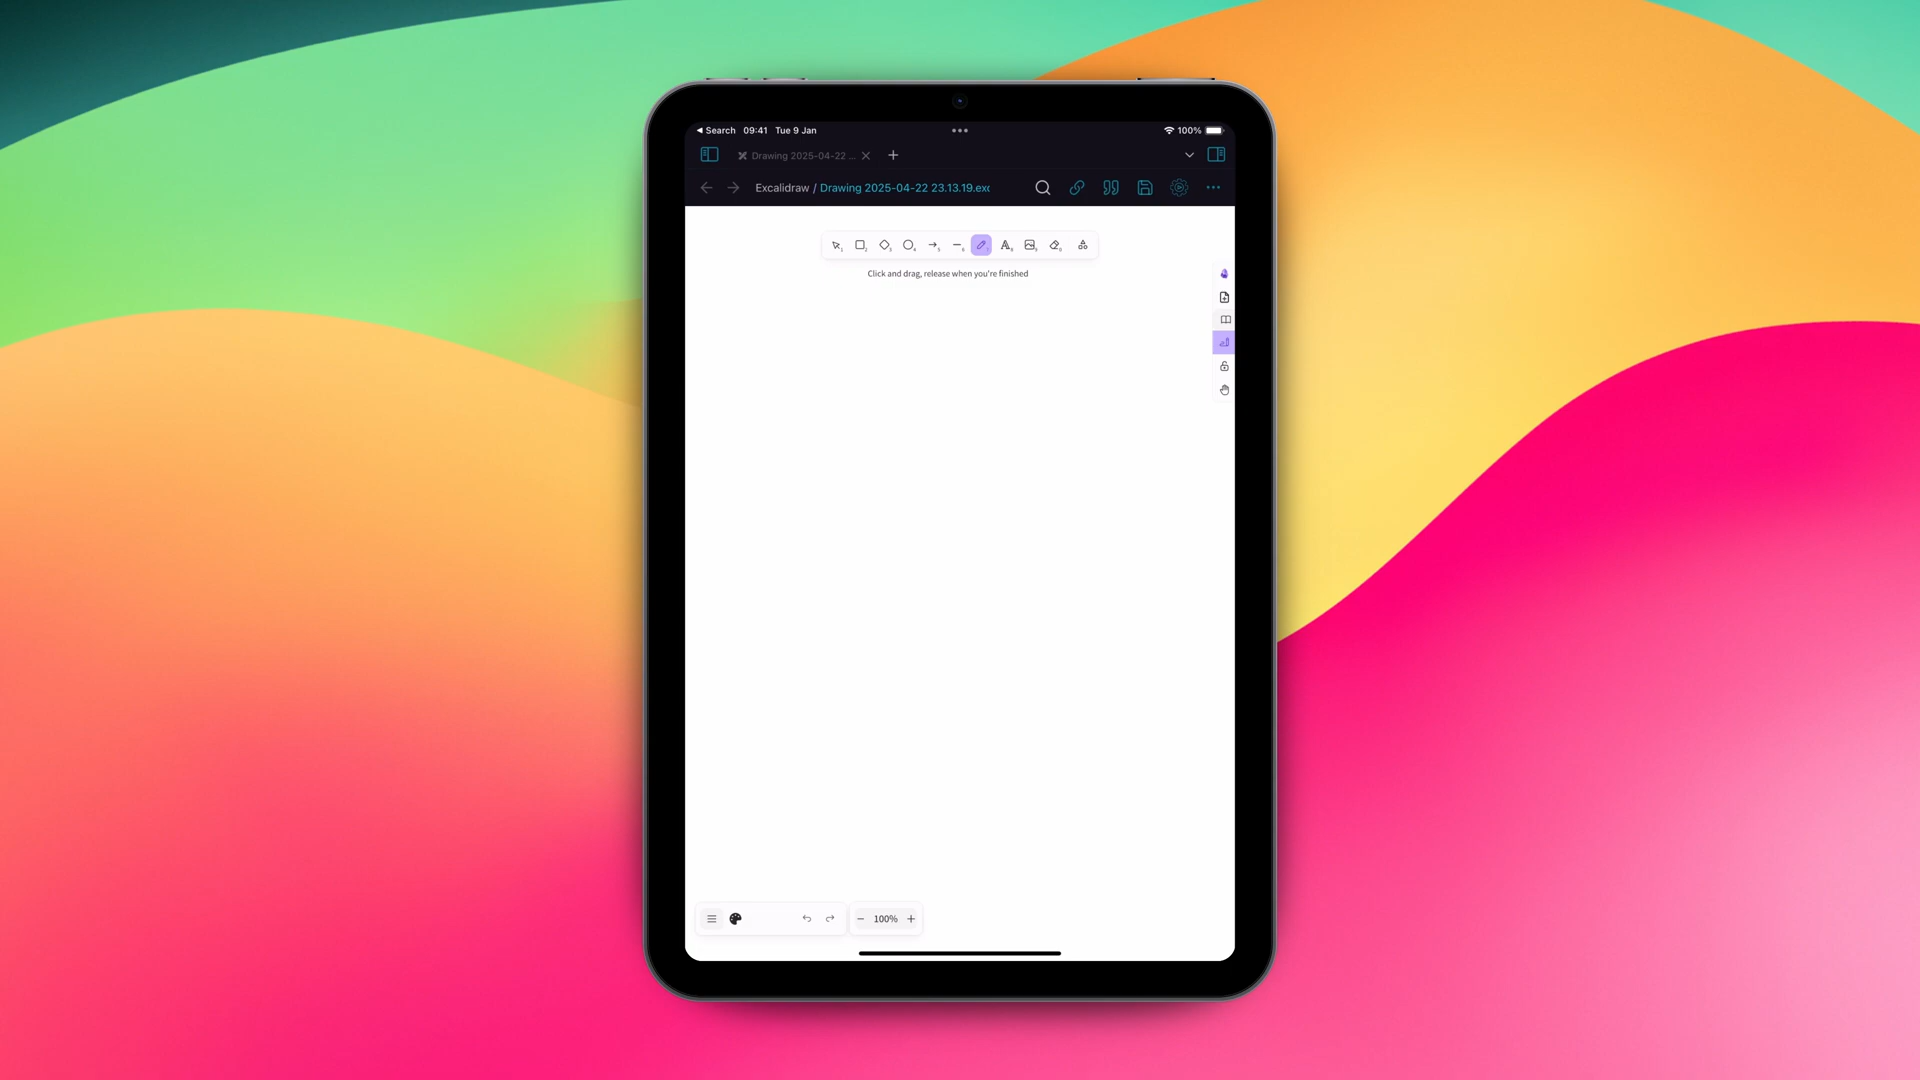 Search 09:41 Tue 9 Jan 100%
Drawing 2025-04-22 ...
Excalidraw / Drawing 2025-04-22 23.13.19.exc
Click and drag, release when you're finished
100%